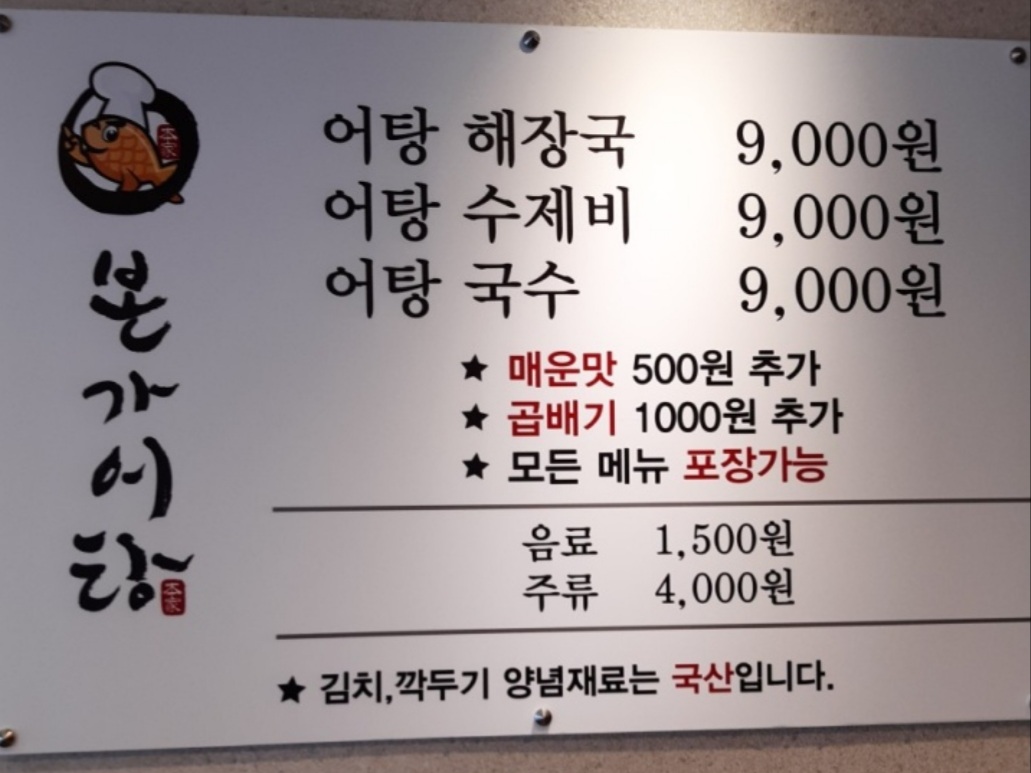 본가어탕
어탕 해장국 9,000원
어탕 수제비 9,000원
어탕 국수 9,000원
★ 매운맛 500원 추가
★ 곱배기 1000원 추가
★ 모든 메뉴 포장가능
음료 1,500원
주류 4,000원
★ 김치,깍두기 양념재료는 국산입니다.